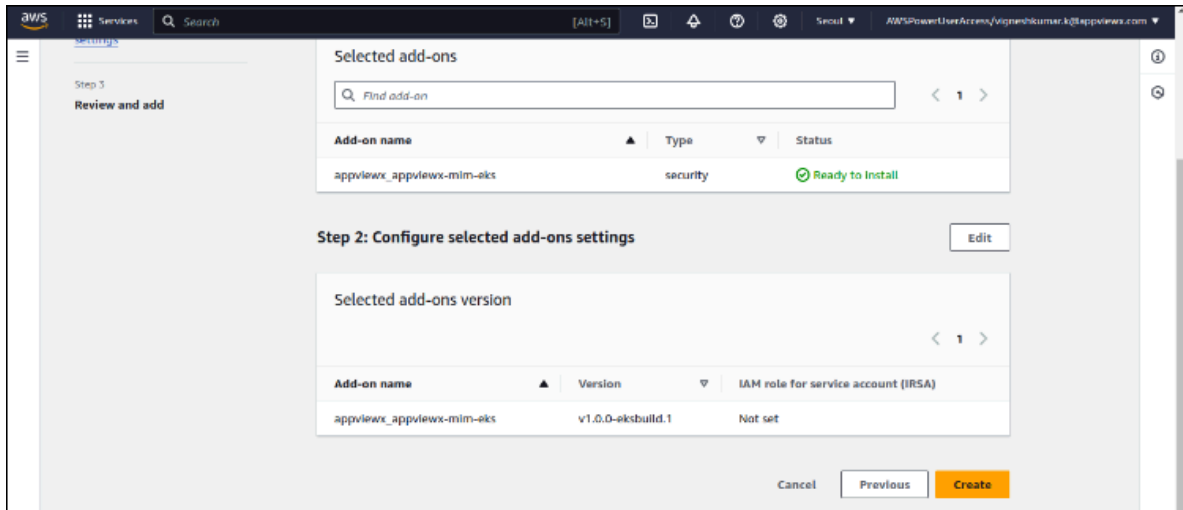 aws
Services
Search
[Alt+S]
Seoul
AWSPowerUserAccess/vigneshkumar.k@appviewx.com
settings
Step 3
Review and add
Selected add-ons
Find add-on
1
Add-on name
Type
Status
appviewx_appviewx-mim-eks
security
Ready to install
Step 2: Configure selected add-ons settings
Edit
Selected add-ons version
1
Add-on name
Version
IAM role for service account (IRSA)
appviewx_appviewx-mim-eks
v1.0.0-eksbuild.1
Not set
Cancel
Previous
Create